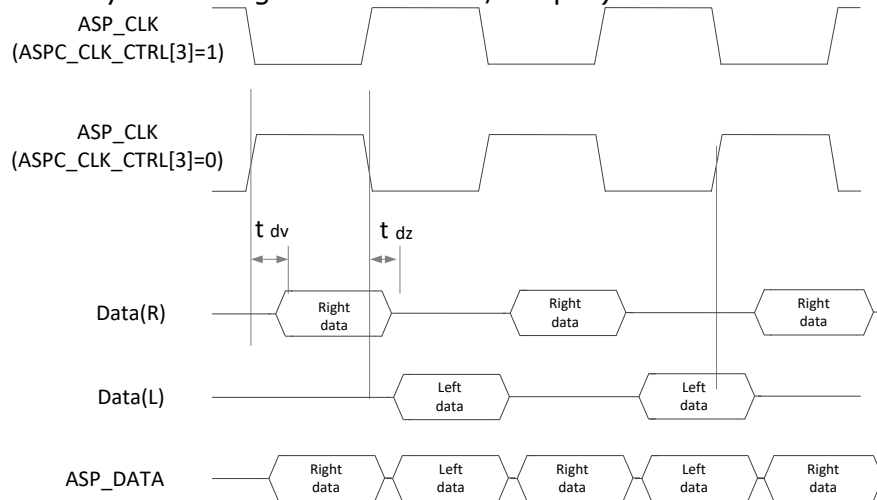 ASP_CLK
(ASPC_CLK_CTRL[3]=1)
ASP_CLK
(ASPC_CLK_CTRL[3]=0)
t dv
t dz
Data(R)
Right
data
Right
data
Right
data
Data(L)
Left
data
Left
data
ASP_DATA
Right
data
Left
data
Right
data
Left
data
Right
data